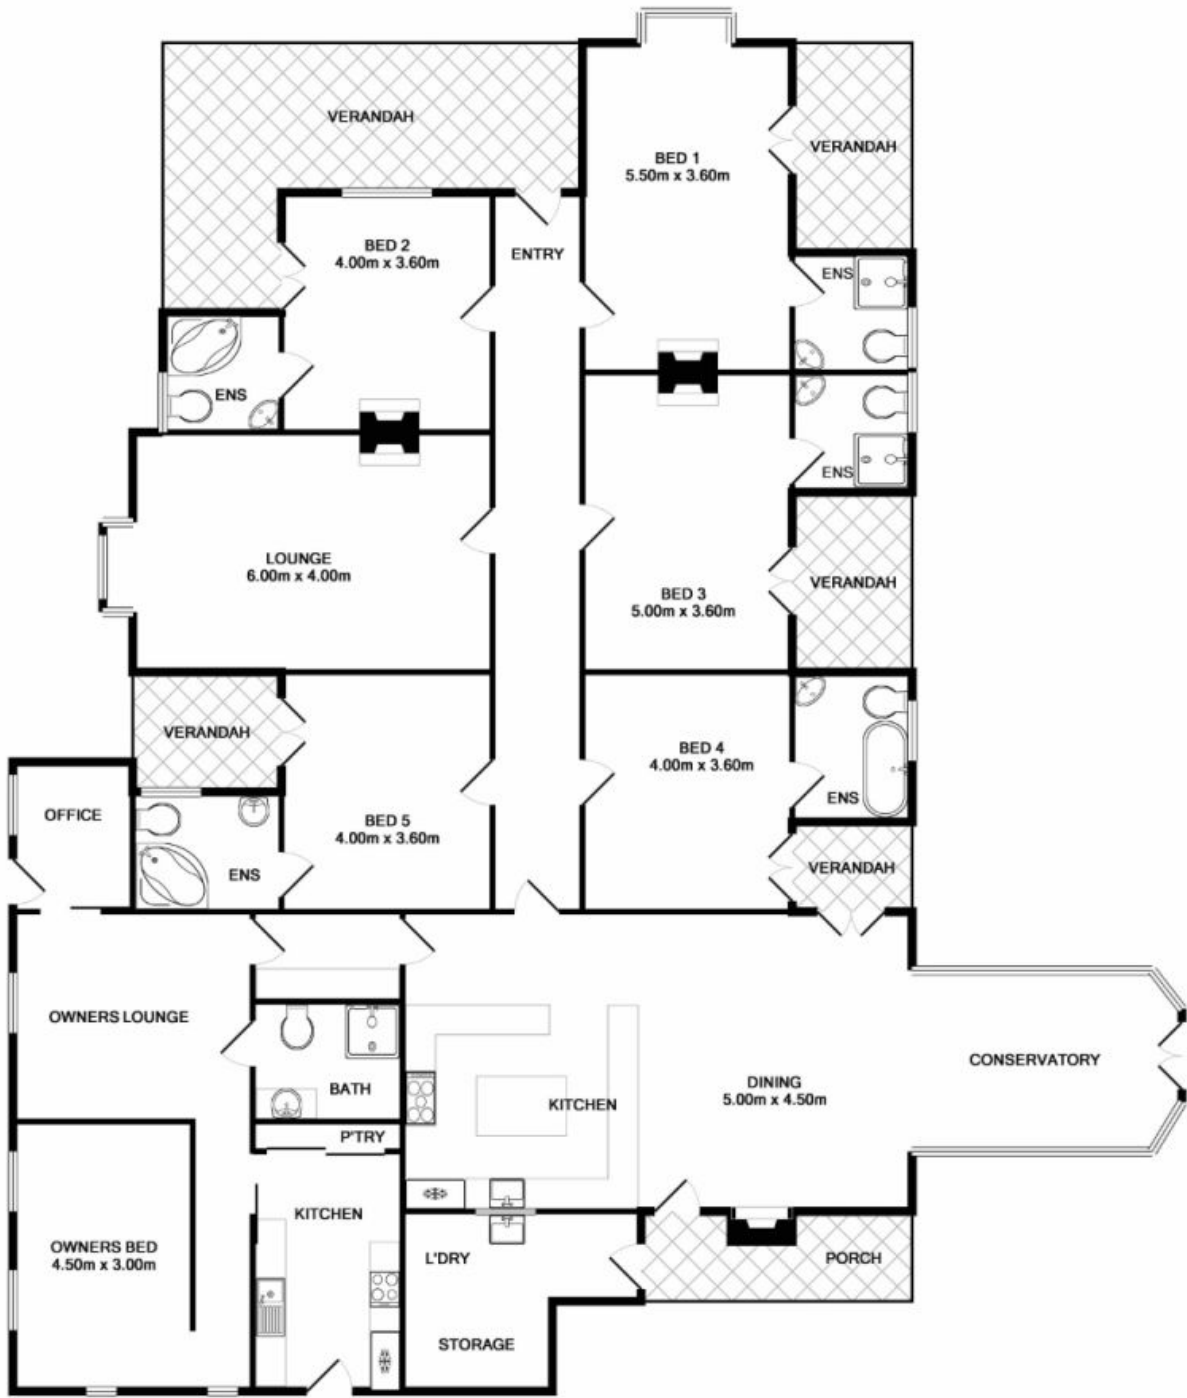 VERANDAH
BED 1
5.50m x 3.60m
VERANDAH
BED 2
4.00m x 3.60m
ENTRY
ENS
ENS
ENS
LOUNGE
6.00m x 4.00m
BED 3
5.00m x 3.60m
VERANDAH
VERANDAH
BED 4
4.00m x 3.60m
ENS
OFFICE
BED 5
4.00m x 3.60m
ENS
VERANDAH
OWNERS LOUNGE
BATH
KITCHEN
DINING
5.00m x 4.50m
CONSERVATORY
P'TRY
KITCHEN
OWNERS BED
4.50m x 3.00m
L'DRY
PORCH
STORAGE